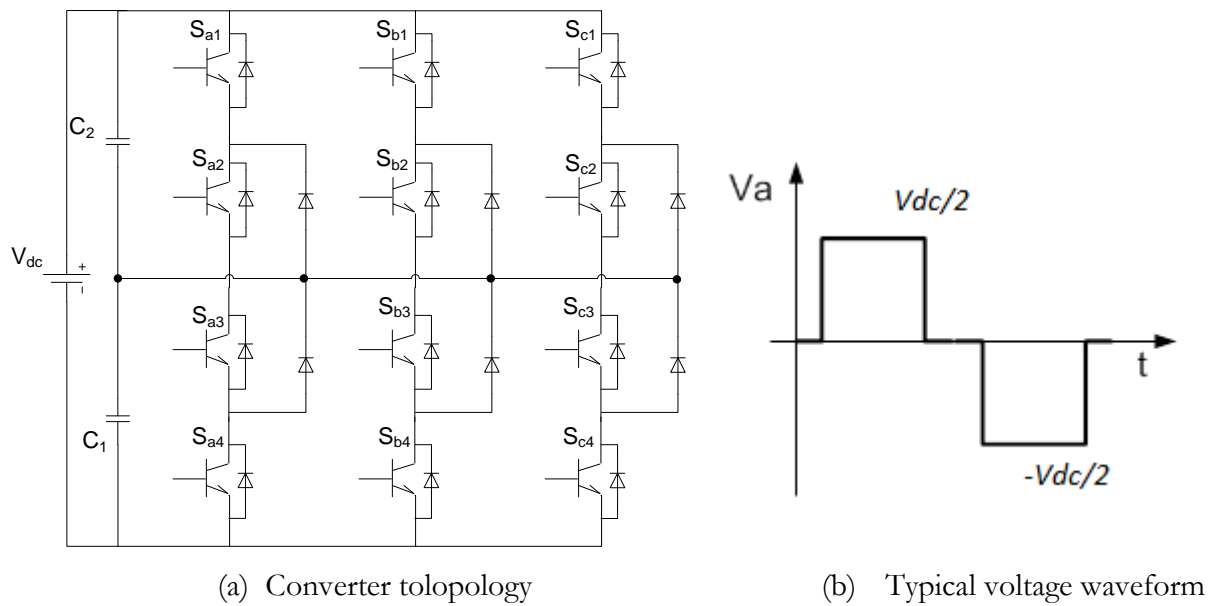 Sa1
Sb1
Sc1
C2
Sa2
Sb2
Sc2
Vdc
+
-
Sa3
Sb3
Sc3
C1
Sa4
Sb4
Sc4
(a) Converter tolopology
Va
Vdc/2
t
-Vdc/2
(b) Typical voltage waveform